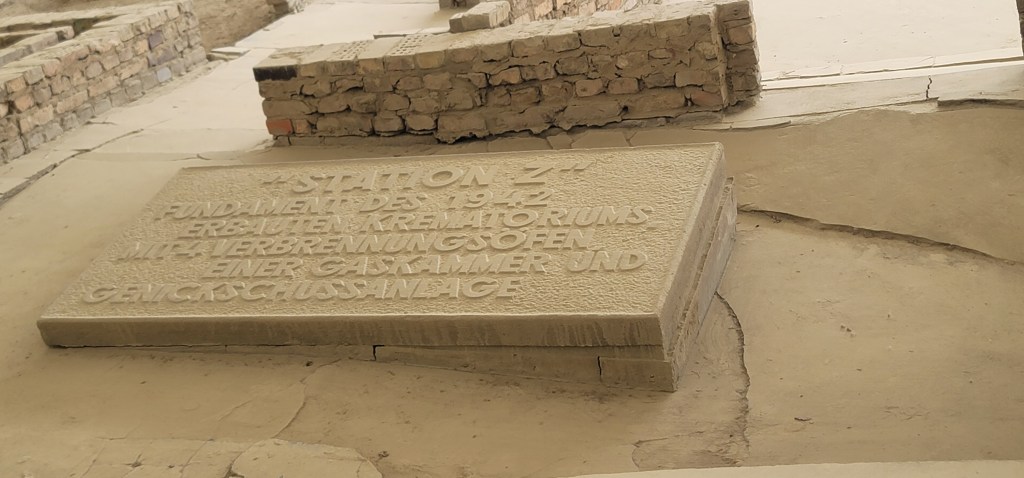 "STATION Z"
FUNDAMENT DES 1942
ERBAUTEN KREMATORIUMS
MIT 4 VERBRENNUNGSÖFEN,
EINER GASKAMMER UND
GENICKSCHUSSANLAGE